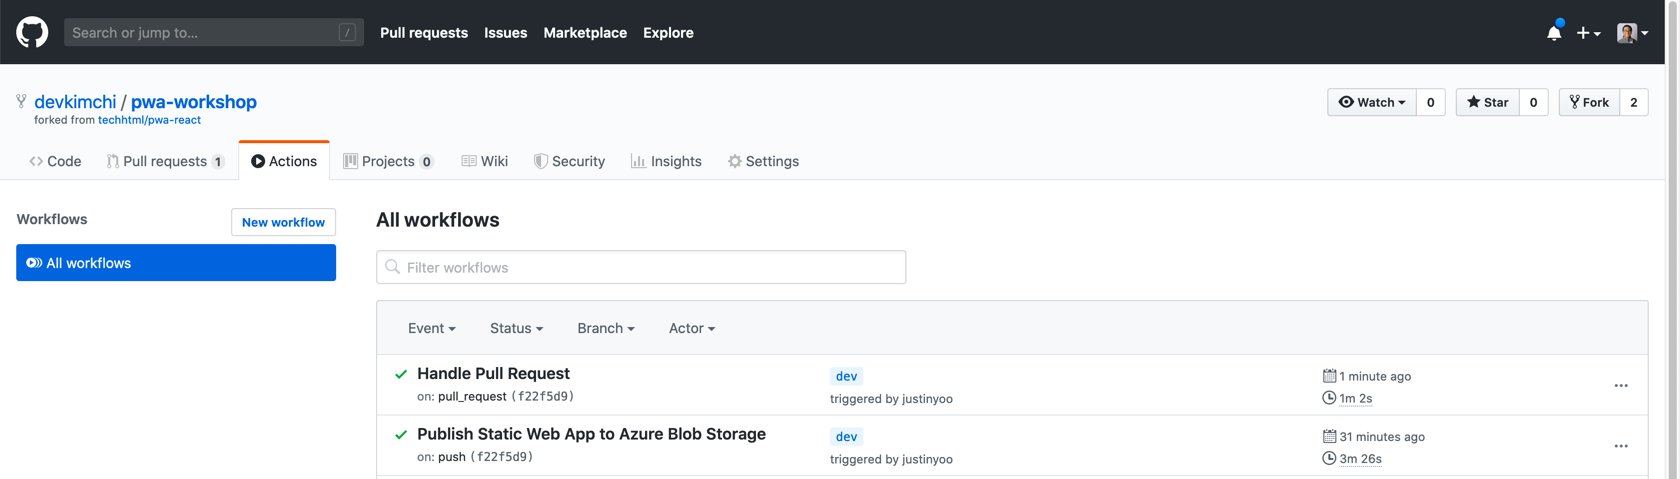 Search or jump to... / Pull requests Issues Marketplace Explore
devkimchi / pwa-workshop Watch 0 Star 0 Fork 2
forked from techhtml/pwa-react
Code Pull requests 1 Actions Projects 0 Wiki Security Insights Settings
Workflows New workflow All workflows
All workflows
Filter workflows
Event Status Branch Actor
Handle Pull Request dev 1 minute ago
on: pull_request (f22f5d9) triggered by justinyoo 1m 2s
Publish Static Web App to Azure Blob Storage dev 31 minutes ago
on: push (f22f5d9) triggered by justinyoo 3m 26s